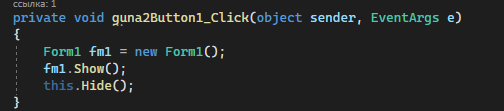 ссылка: 1
private void guna2Button1_Click(object sender, EventArgs e)
{
Form1 fm1 = new Form1();
fm1.Show();
this.Hide();
}